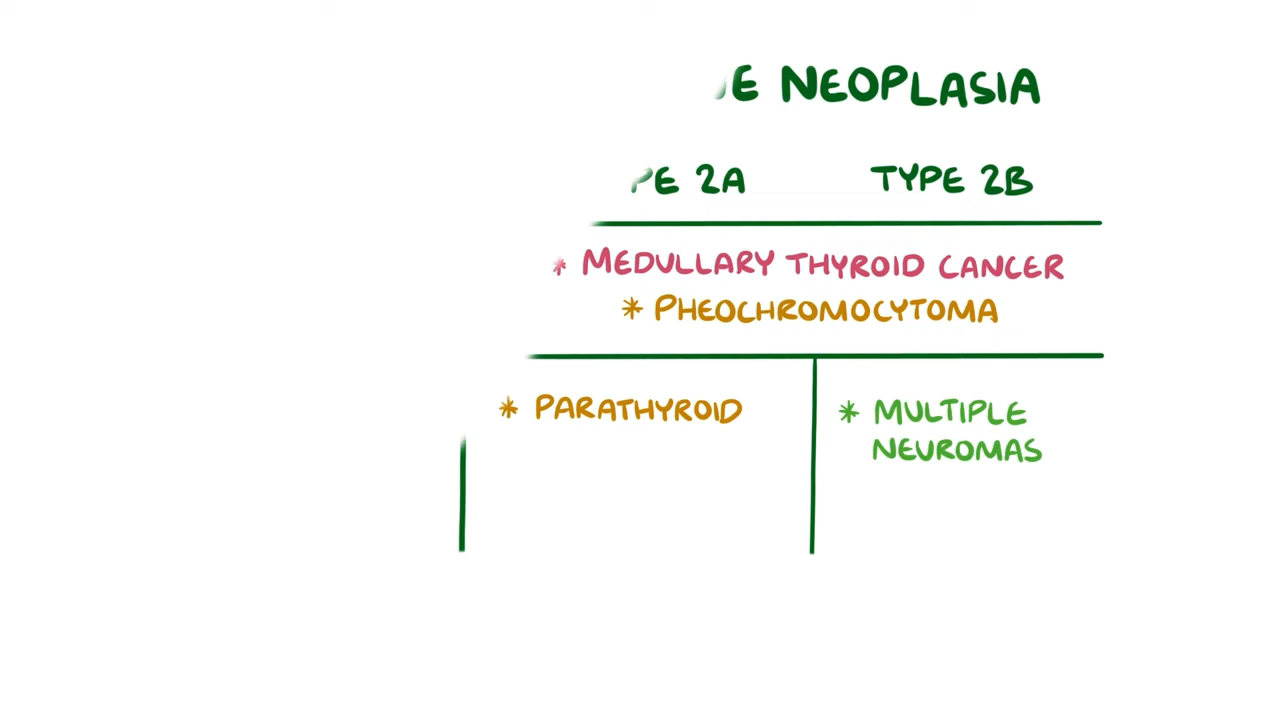 E NEOPLASIA
PE 2A TYPE 2B
* MEDULLARY THYROID CANCER
* PHEOCHROMOCYTOMA
* PARATHYROID
* MULTIPLE
NEUROMAS